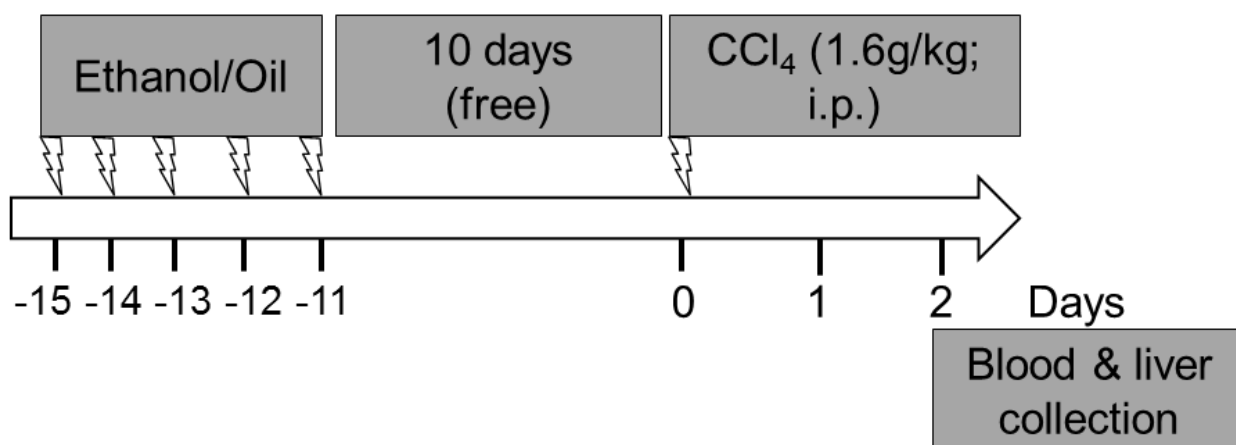 Ethanol/Oil
10 days
(free)
CCl₄ (1.6g/kg;
i.p.)
-15 -14 -13 -12 -11 0 1 2 Days
Blood & liver
collection